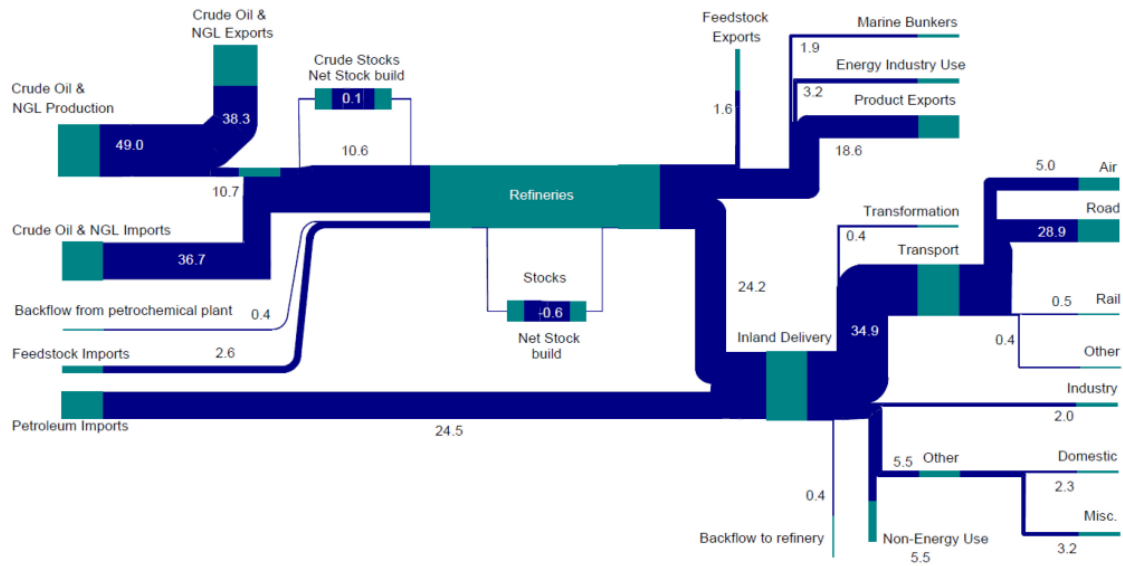 Crude Oil &
NGL Exports
Feedstock
Exports
Marine Bunkers
1.9
Crude Stocks
Net Stock build
0.1
Energy Industry Use
3.2
Crude Oil &
NGL Production
Product Exports
1.6
49.0
38.3
10.6
18.6
5.0
Air
10.7
Refineries
Road
28.9
Transformation
0.4
Crude Oil & NGL Imports
36.7
Transport
Stocks
24.2
-0.6
Net Stock
build
0.5
Rail
Backflow from petrochemical plant
0.4
34.9
Inland Delivery
0.4
Other
Feedstock Imports
2.6
Industry
2.0
Petroleum Imports
24.5
5.5
Other
Domestic
2.3
0.4
Misc.
3.2
Backflow to refinery
Non-Energy Use
5.5